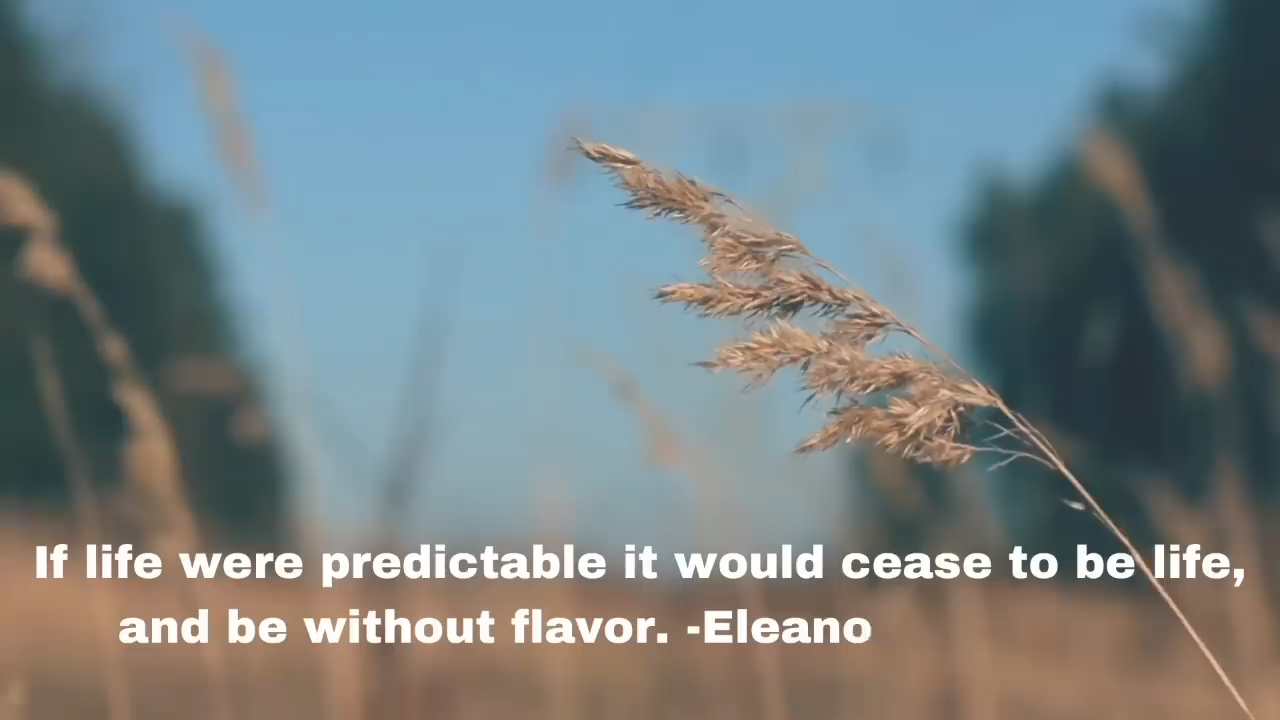 If life were predictable it would cease to be life,
and be without flavor. -Eleano